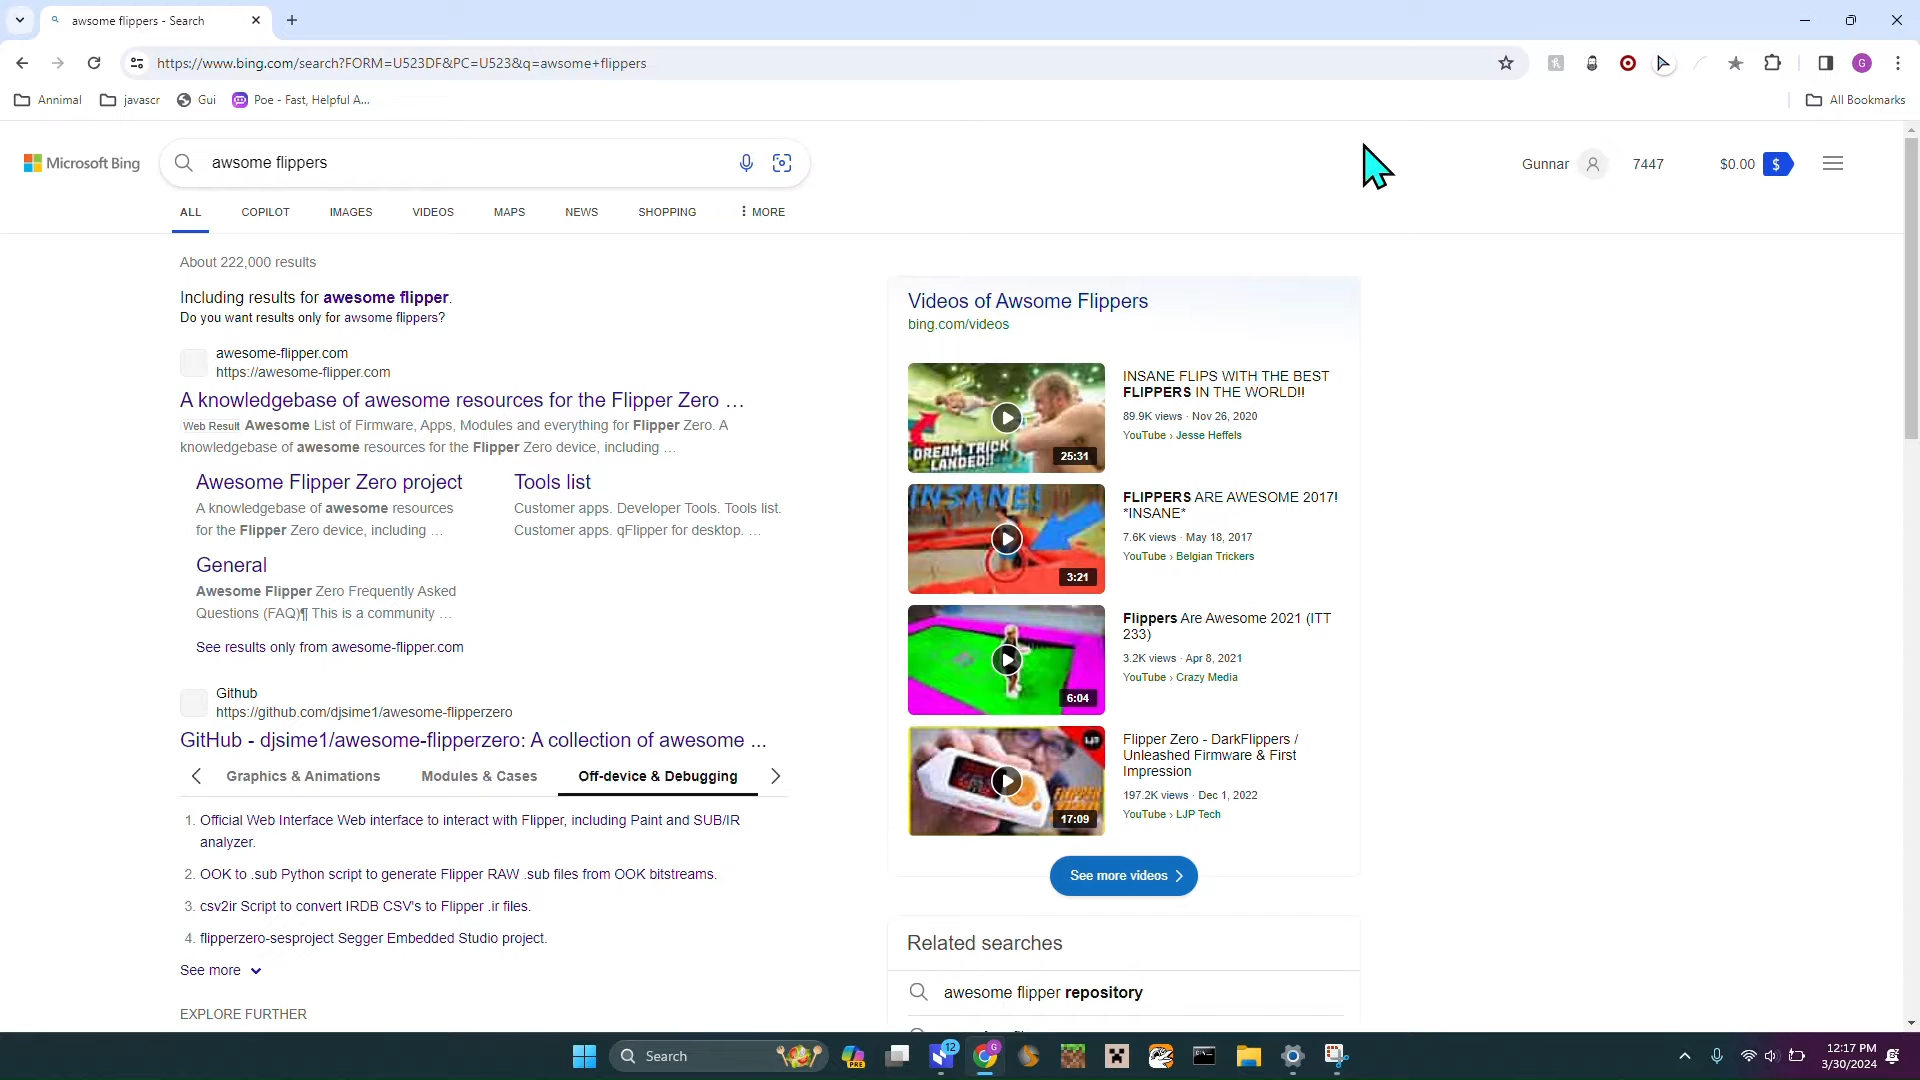 awsome flippers - Search
https://www.bing.com/search?FORM=U523DF&PC=U523&q=awsome+flippers
G
Annimal
javascr
Gui
Poe - Fast, Helpful A...
All Bookmarks
Microsoft Bing
awsome flippers
Gunnar
7447
$0.00
$
ALL
COPILOT
IMAGES
VIDEOS
MAPS
NEWS
SHOPPING
MORE
About 222,000 results
Including results for awesome flipper.
Do you want results only for awsome flippers?
awesome-flipper.com
https://awesome-flipper.com
A knowledgebase of awesome resources for the Flipper Zero …
Web Result Awesome List of Firmware, Apps, Modules and everything for Flipper Zero. A
knowledgebase of awesome resources for the Flipper Zero device, including …
Awesome Flipper Zero project
A knowledgebase of awesome resources
for the Flipper Zero device, including …
Tools list
Customer apps. Developer Tools. Tools list.
Customer apps. qFlipper for desktop. …
General
Awesome Flipper Zero Frequently Asked
Questions (FAQ)¶ This is a community …
See results only from awesome-flipper.com
Github
https://github.com/djsime1/awesome-flipperzero
GitHub - djsime1/awesome-flipperzero: A collection of awesome ...
Graphics & Animations
Modules & Cases
Off-device & Debugging
1. Official Web Interface Web interface to interact with Flipper, including Paint and SUB/IR
analyzer.
2. OOK to .sub Python script to generate Flipper RAW .sub files from OOK bitstreams.
3. csv2ir Script to convert IRDB CSV's to Flipper .ir files.
4. flipperzero-sesproject Segger Embedded Studio project.
See more
EXPLORE FURTHER
Videos of Awsome Flippers
bing.com/videos
DREAM TRICK
LANDED!!
25:31
INSANE FLIPS WITH THE BEST
FLIPPERS IN THE WORLD!!
89.9K views · Nov 26, 2020
YouTube › Jesse Heffels
INSANE!
3:21
FLIPPERS ARE AWESOME 2017!
*INSANE*
7.6K views · May 18, 2017
YouTube › Belgian Trickers
6:04
Flippers Are Awesome 2021 (ITT
233)
3.2K views · Apr 8, 2021
YouTube › Crazy Media
LJP
FLIPPER
17:09
Flipper Zero - DarkFlippers /
Unleashed Firmware & First
Impression
197.2K views · Dec 1, 2022
YouTube › LJP Tech
See more videos
Related searches
awesome flipper repository
Search
PRE
12
G
12:17 PM
3/30/2024